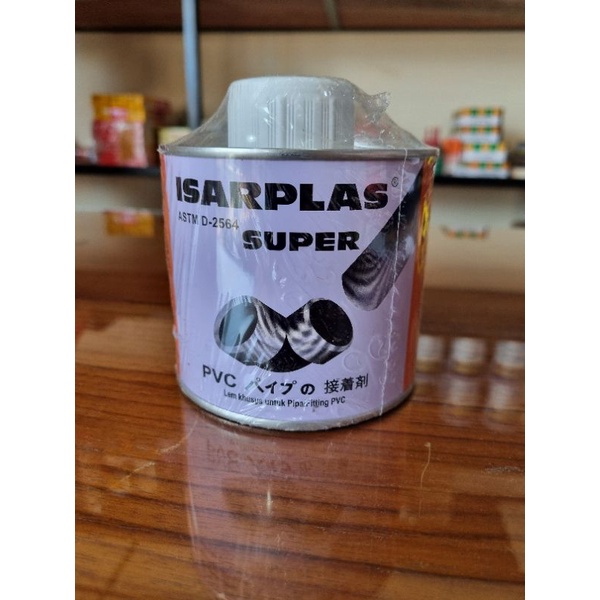 ISARPLAS®
ASTM D-2564
SUPER
PVC パイプの 接着剤
Lem khusus untuk Pipa Fitting PVC